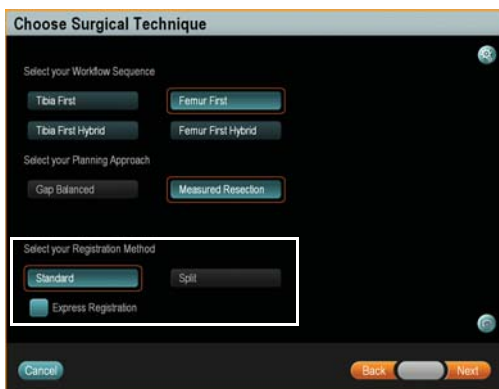 Choose Surgical Technique
Select your Workflow Sequence
Tibia First Femur First
Tibia First Hybrid Femur First Hybrid
Select your Planning Approach
Gap Balanced Measured Resection
Select your Registration Method
Standard Split
Express Registration
Cancel Back Next